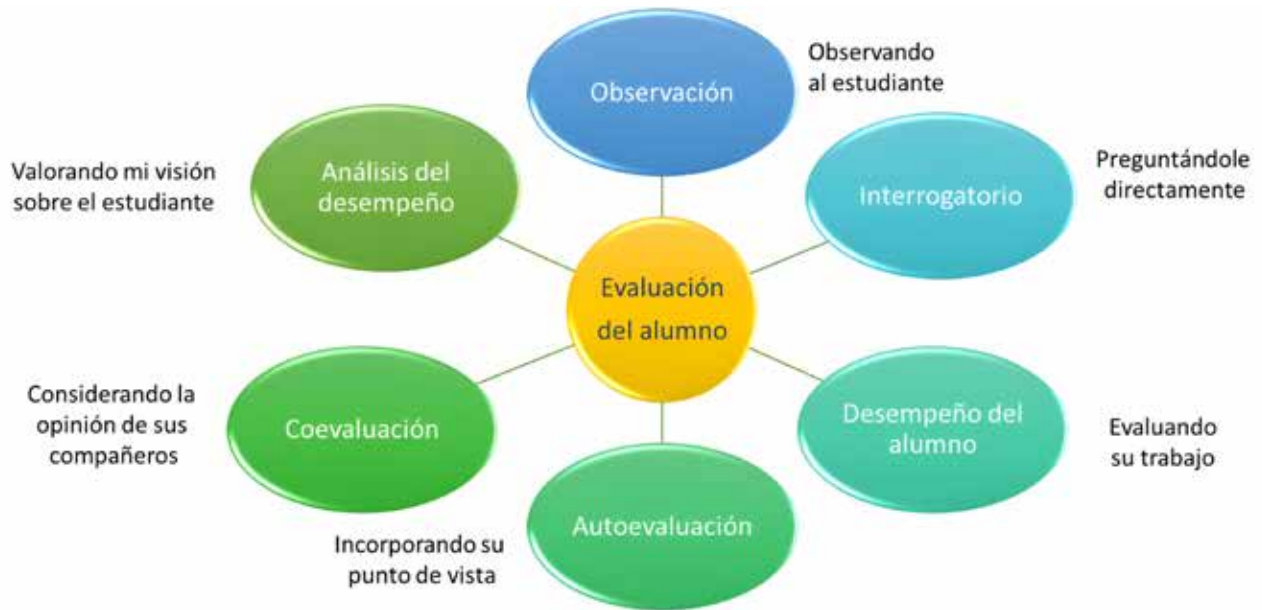 Observación
Observando
al estudiante
Interrogatorio
Preguntándole
directamente
Desempeño del
alumno
Evaluando
su trabajo
Autoevaluación
Incorporando su
punto de vista
Coevaluación
Considerando la
opinión de sus
compañeros
Análisis del
desempeño
Valorando mi visión
sobre el estudiante
Evaluación
del alumno